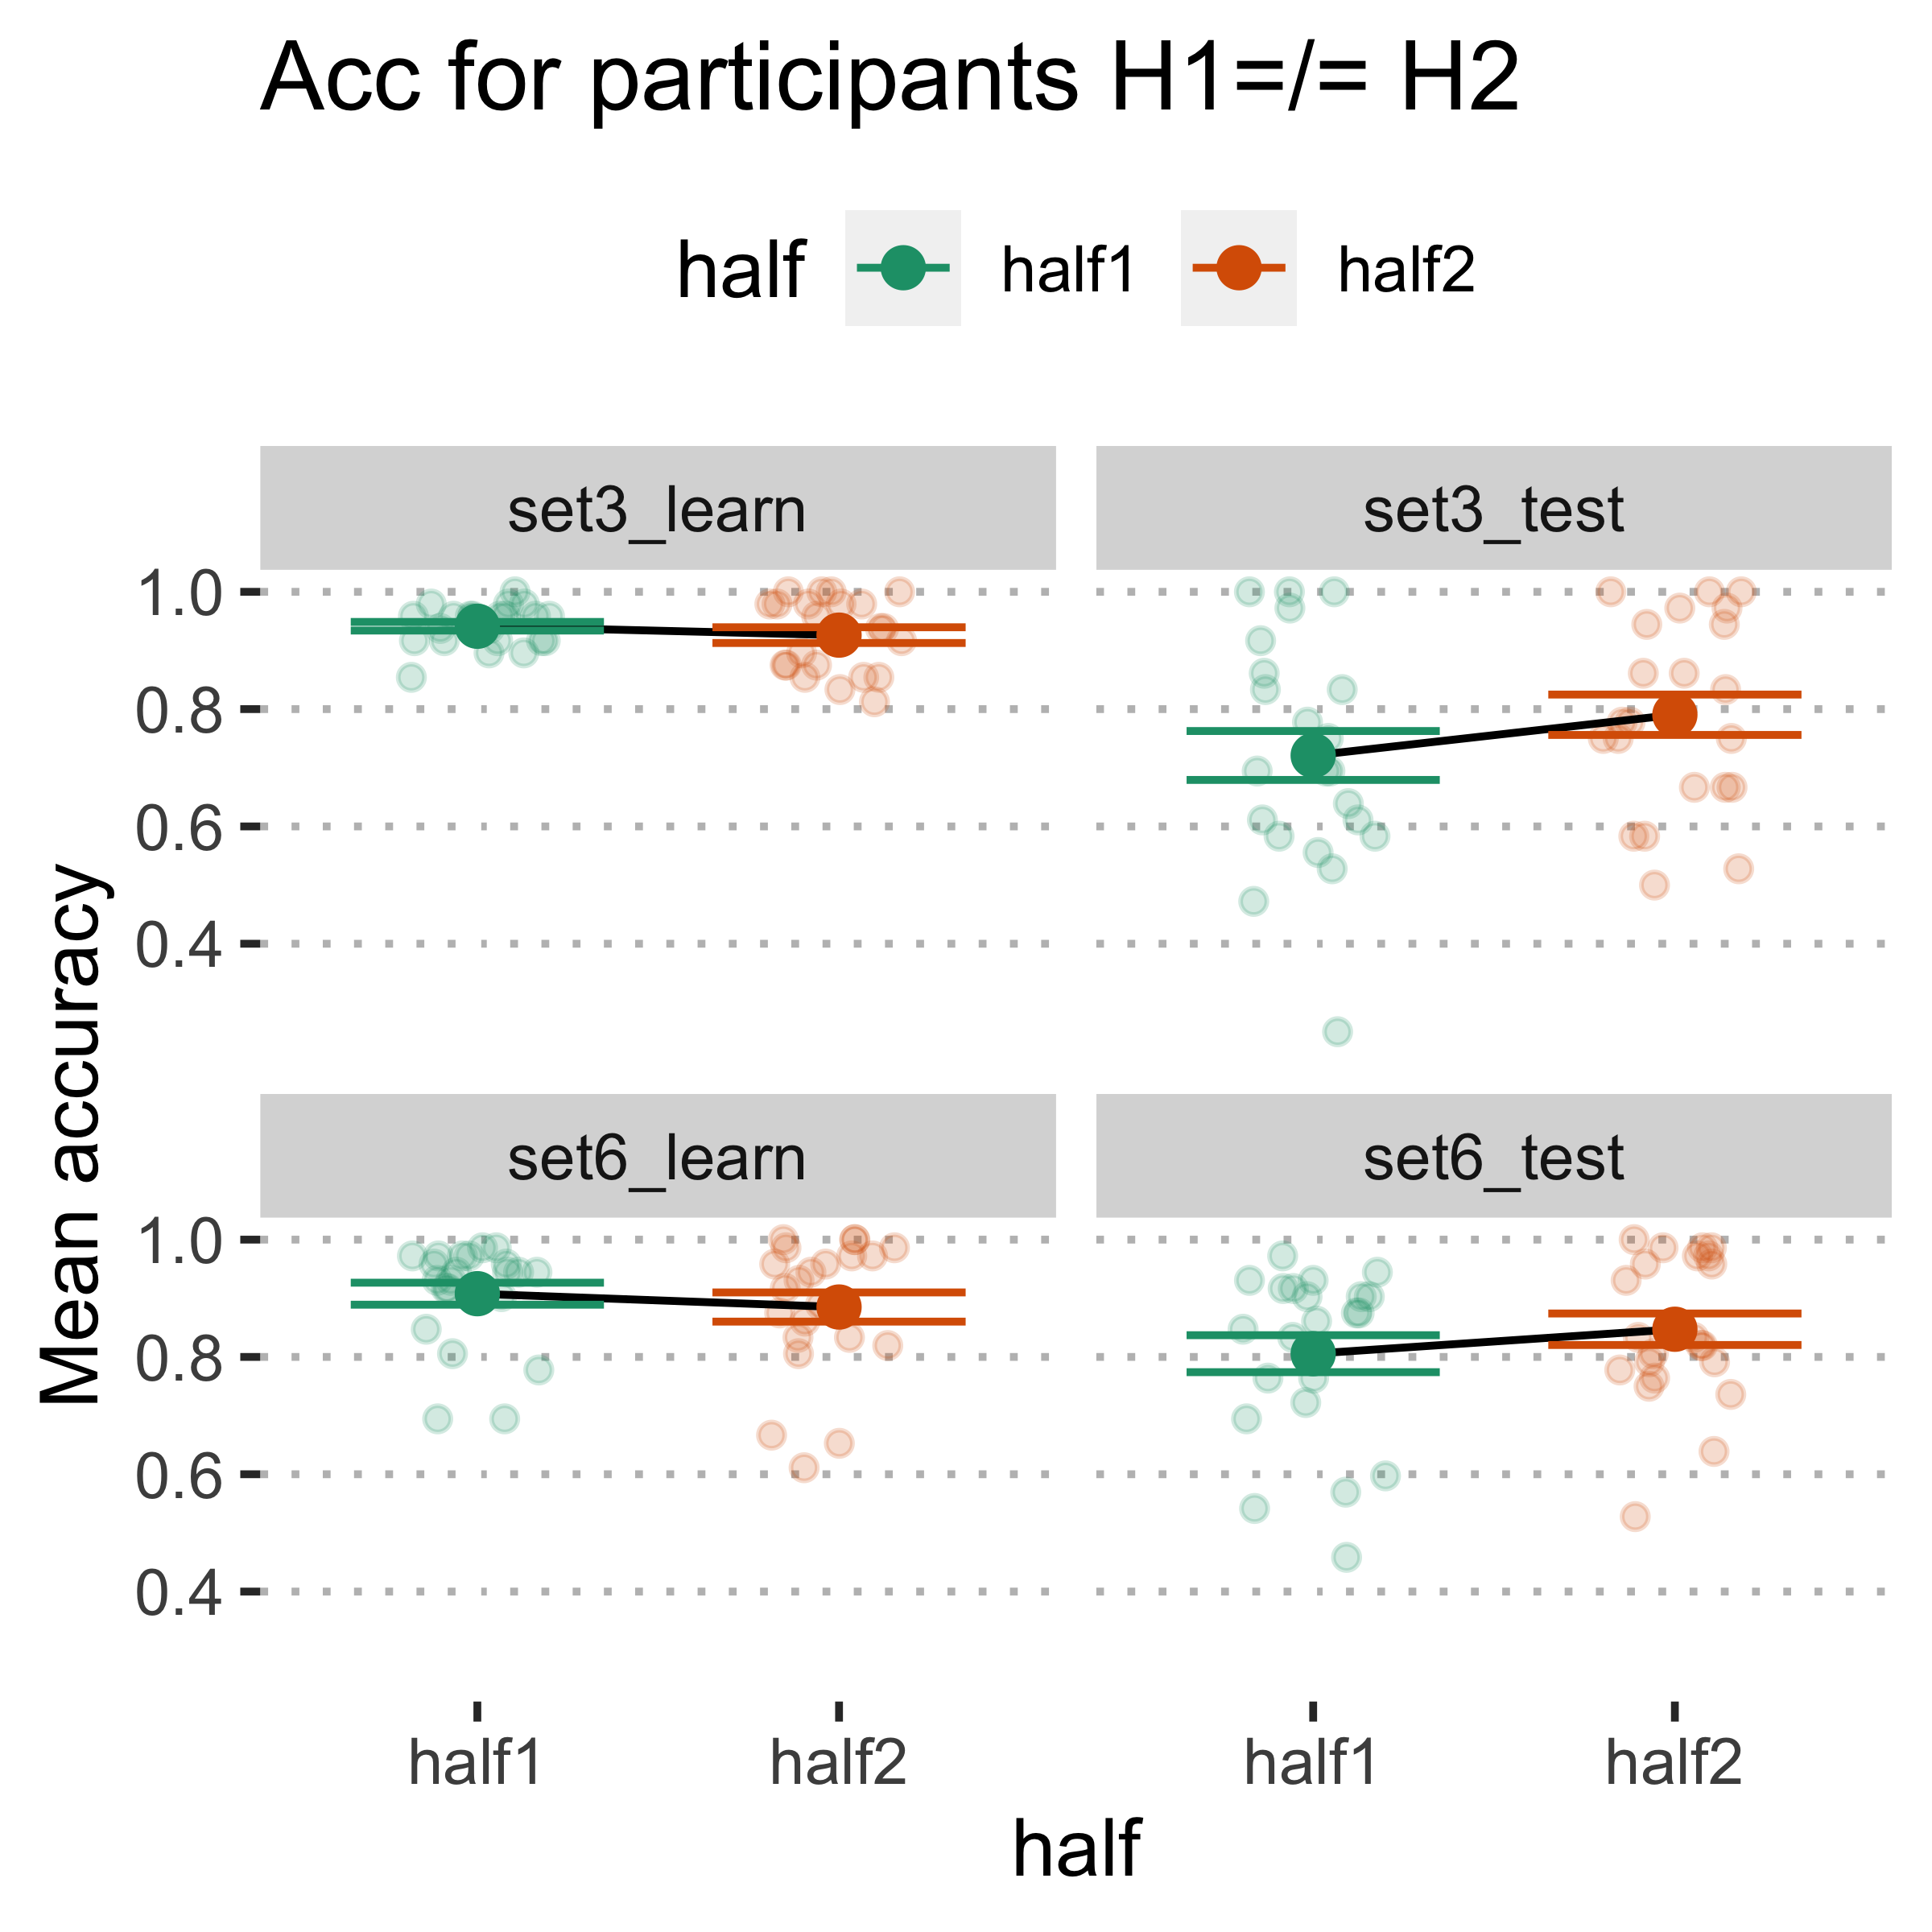 Acc for participants H1=/= H2
half half1 half2
set3_learn set3_test
1.0
0.8
0.6
0.4
Mean accuracy
set6_learn set6_test
1.0
0.8
0.6
0.4
half1 half2 half1 half2
half